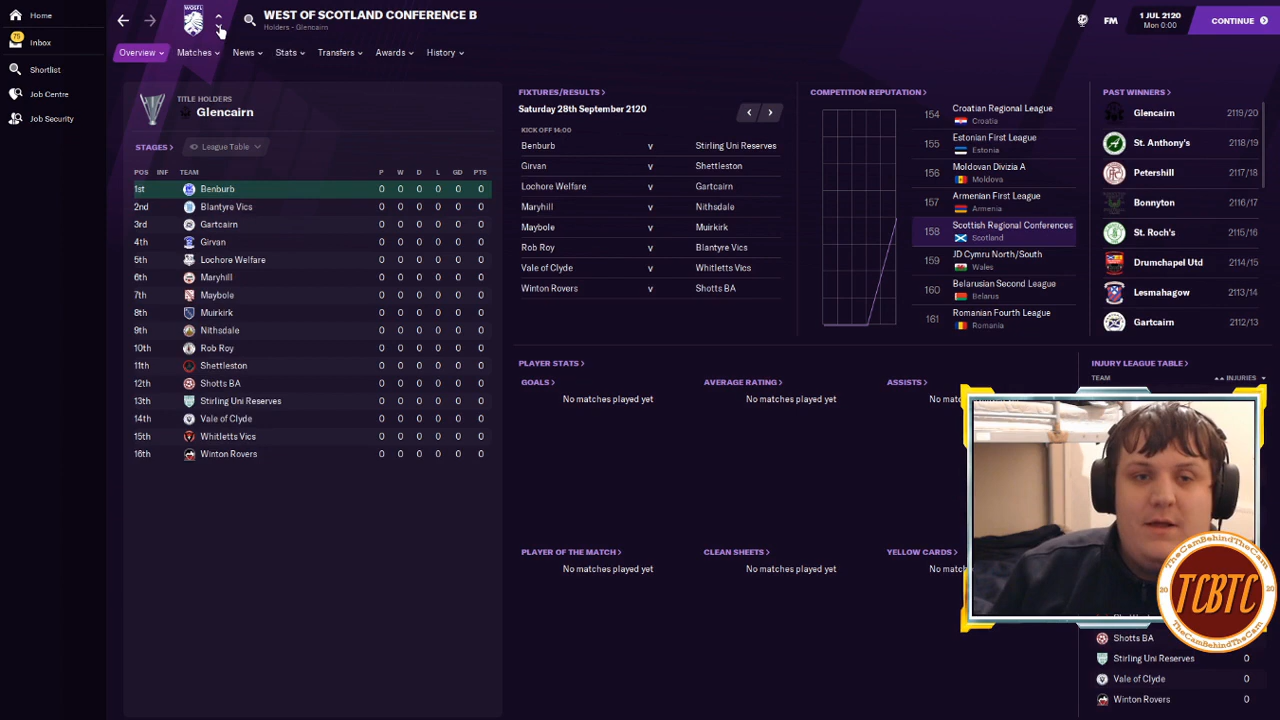 Home
Inbox
75
Shortlist
Job Centre
Job Security
WOSFL
WEST OF SCOTLAND CONFERENCE B
Holders - Glencairn
FM
1 JUL 2120
Mon 0:00
CONTINUE
Overview
Matches
News
Stats
Transfers
Awards
History
TITLE HOLDERS
Glencairn
STAGES >
League Table
POS INF TEAM P W D L GD PTS
1st Benburb 0 0 0 0 0 0
2nd Blantyre Vics 0 0 0 0 0 0
3rd Gartcairn 0 0 0 0 0 0
4th Girvan 0 0 0 0 0 0
5th Lochore Welfare 0 0 0 0 0 0
6th Maryhill 0 0 0 0 0 0
7th Maybole 0 0 0 0 0 0
8th Muirkirk 0 0 0 0 0 0
9th Nithsdale 0 0 0 0 0 0
10th Rob Roy 0 0 0 0 0 0
11th Shettleston 0 0 0 0 0 0
12th Shotts BA 0 0 0 0 0 0
13th Stirling Uni Reserves 0 0 0 0 0 0
14th Vale of Clyde 0 0 0 0 0 0
15th Whitletts Vics 0 0 0 0 0 0
16th Winton Rovers 0 0 0 0 0 0
FIXTURES/RESULTS >
Saturday 28th September 2120
KICK OFF 14:00
Benburb v Stirling Uni Reserves
Girvan v Shettleston
Lochore Welfare v Gartcairn
Maryhill v Nithsdale
Maybole v Muirkirk
Rob Roy v Blantyre Vics
Vale of Clyde v Whitletts Vics
Winton Rovers v Shotts BA
COMPETITION REPUTATION >
154 Croatian Regional League
Croatia
155 Estonian First League
Estonia
156 Moldovan Divizia A
Moldova
157 Armenian First League
Armenia
158 Scottish Regional Conferences
Scotland
159 JD Cymru North/South
Wales
160 Belarusian Second League
Belarus
161 Romanian Fourth League
Romania
PAST WINNERS >
Glencairn 2119/20
St. Anthony's 2118/19
Petershill 2117/18
Bonnyton 2116/17
St. Roch's 2115/16
Drumchapel Utd 2114/15
Lesmahagow 2113/14
Gartcairn 2112/13
PLAYER STATS >
GOALS >
No matches played yet
AVERAGE RATING >
No matches played yet
ASSISTS >
No matches played yet
PLAYER OF THE MATCH >
No matches played yet
CLEAN SHEETS >
No matches played yet
YELLOW CARDS >
No
INJURY LEAGUE TABLE >
TEAM INJURIES
Shotts BA
Stirling Uni Reserves 0
Vale of Clyde 0
Winton Rovers 0
TheCamBehindTheCam
20 TCBTC 20
TheCamBehindTheCam